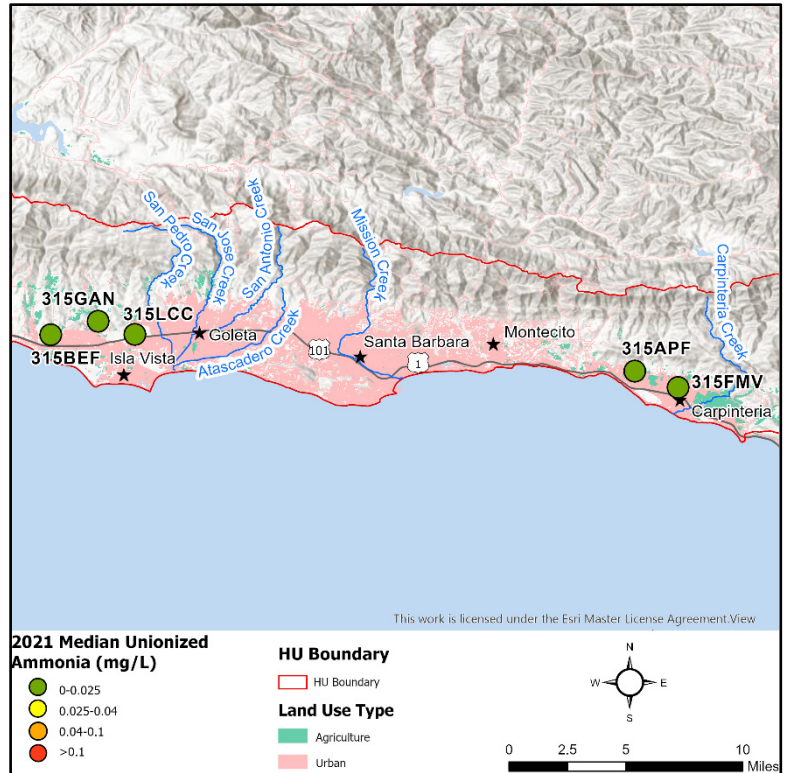 San Pedro Creek
San Jose Creek
San Antonio Creek
Mission Creek
Carpinteria Creek
315GAN
315LCC
315BEF
Isla Vista
Goleta
Atascadero Creek
101
Santa Barbara
1
Montecito
315APF
315FMV
Carpinteria
This work is licensed under the Esri Master License Agreement.View
2021 Median Unionized
Ammonia (mg/L)
0-0.025
0.025-0.04
0.04-0.1
>0.1
HU Boundary
HU Boundary
Land Use Type
Agriculture
Urban
N
W E
S
0 2.5 5 10
Miles